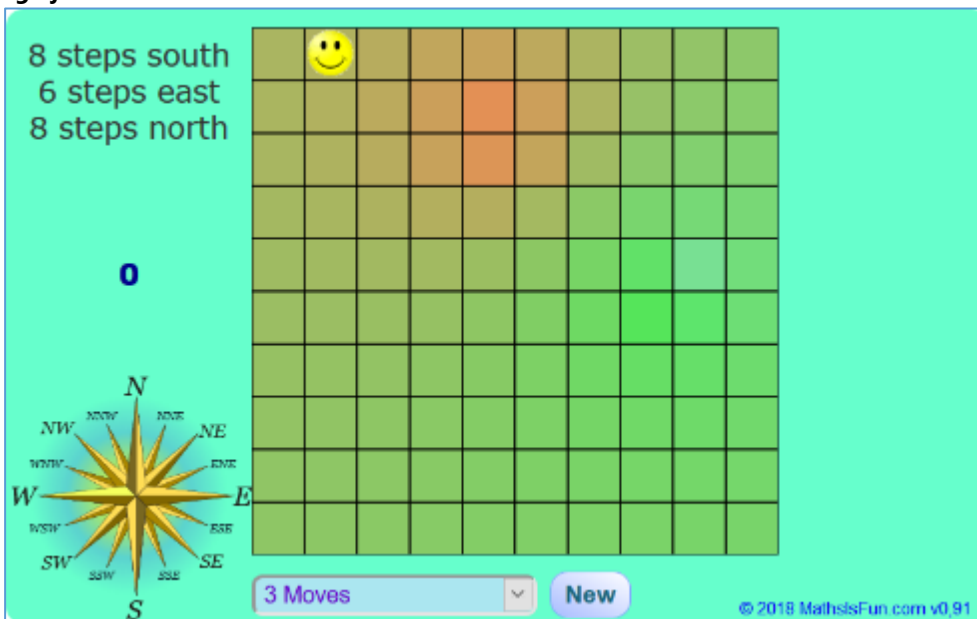 8 steps south
6 steps east
8 steps north
0
N
NNW
NNE
NW
NE
WNW
ENE
W
E
WSW
ESE
SW
SE
SSW
SSE
S
3 Moves
New
© 2018 MathsIsFun.com v0,91